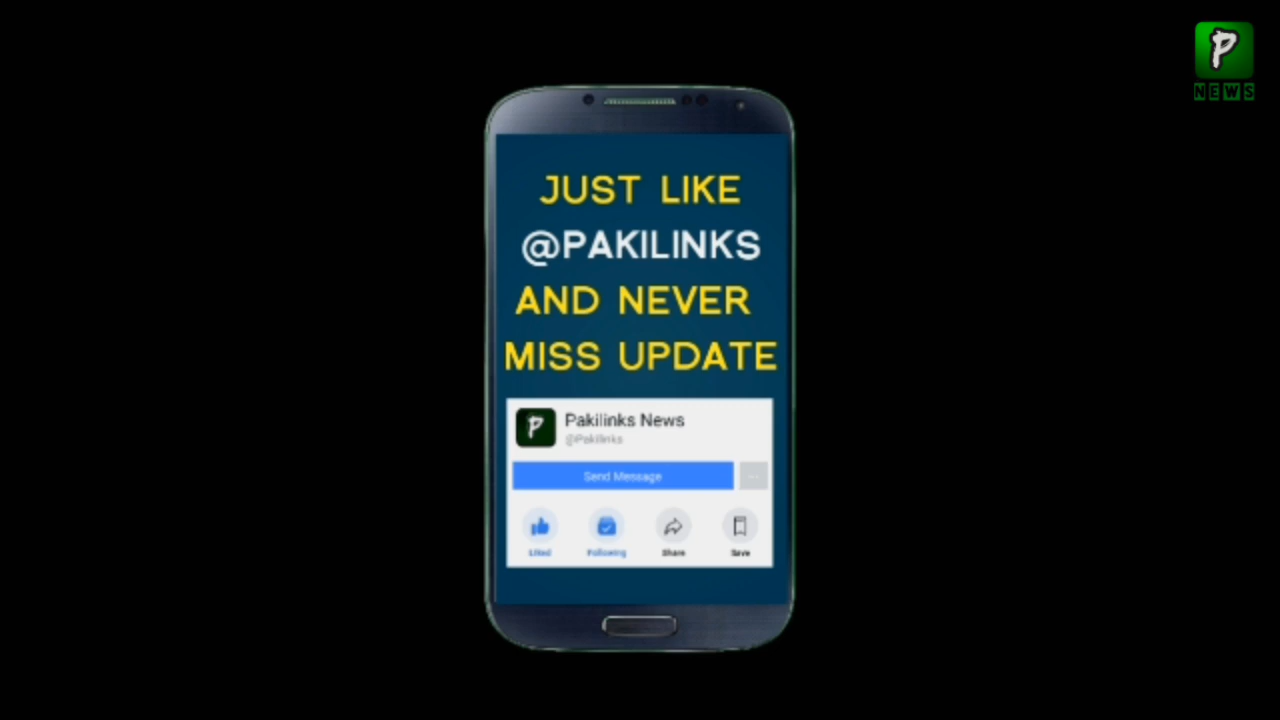 P
NEWS
JUST LIKE
@PAKILINKS
AND NEVER
MISS UPDATE
P
Pakilinks News
@Pakilinks
Send Message
...
Liked
Following
Share
Save